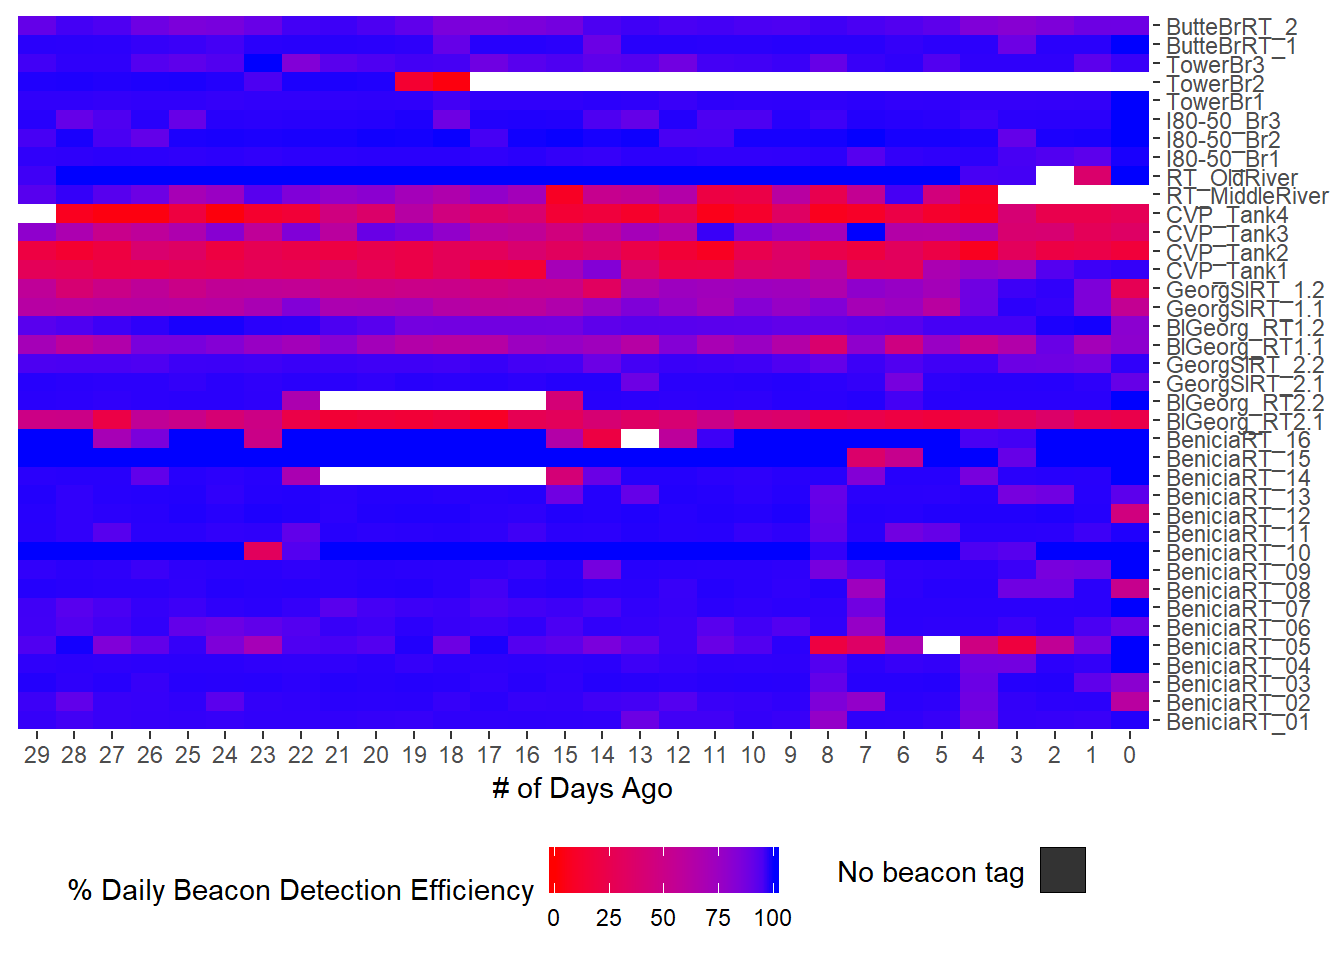 ButteBrRT_2
ButteBrRT_1
TowerBr3
TowerBr2
TowerBr1
I80-50_Br3
I80-50_Br2
I80-50_Br1
RT_OldRiver
RT_MiddleRiver
CVP_Tank4
CVP_Tank3
CVP_Tank2
CVP_Tank1
GeorgSlRT_1.2
GeorgSlRT_1.1
BlGeorg_RT1.2
BlGeorg_RT1.1
GeorgSlRT_2.2
GeorgSlRT_2.1
BlGeorg_RT2.2
BlGeorg_RT2.1
BeniciaRT_16
BeniciaRT_15
BeniciaRT_14
BeniciaRT_13
BeniciaRT_12
BeniciaRT_11
BeniciaRT_10
BeniciaRT_09
BeniciaRT_08
BeniciaRT_07
BeniciaRT_06
BeniciaRT_05
BeniciaRT_04
BeniciaRT_03
BeniciaRT_02
BeniciaRT_01
29 28 27 26 25 24 23 22 21 20 19 18 17 16 15 14 13 12 11 10 9 8 7 6 5 4 3 2 1 0
# of Days Ago
% Daily Beacon Detection Efficiency
0 25 50 75 100
No beacon tag